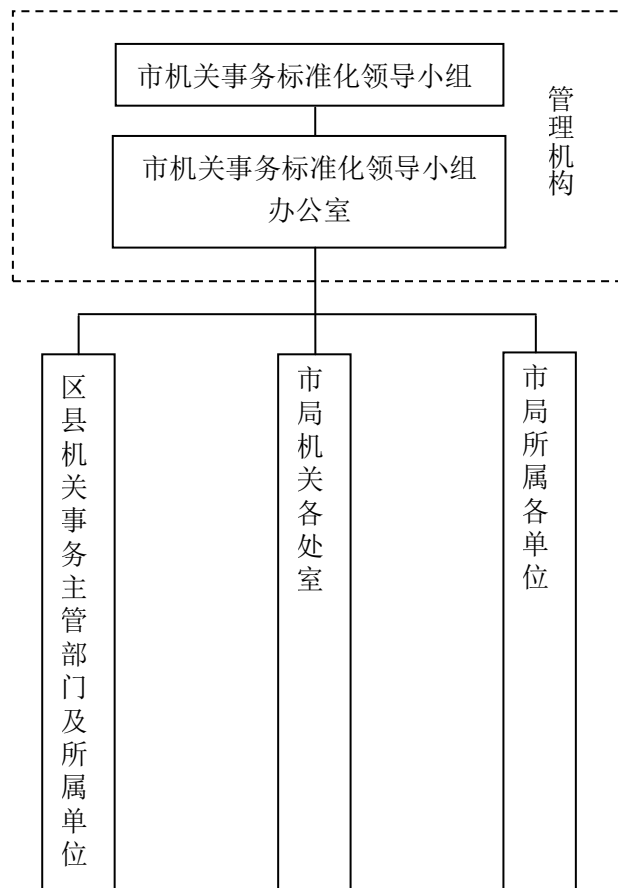 市机关事务标准化领导小组
管理机构
市机关事务标准化领导小组
办公室
区县机关事务主管部门及所属单位
市局机关各处室
市局所属各单位